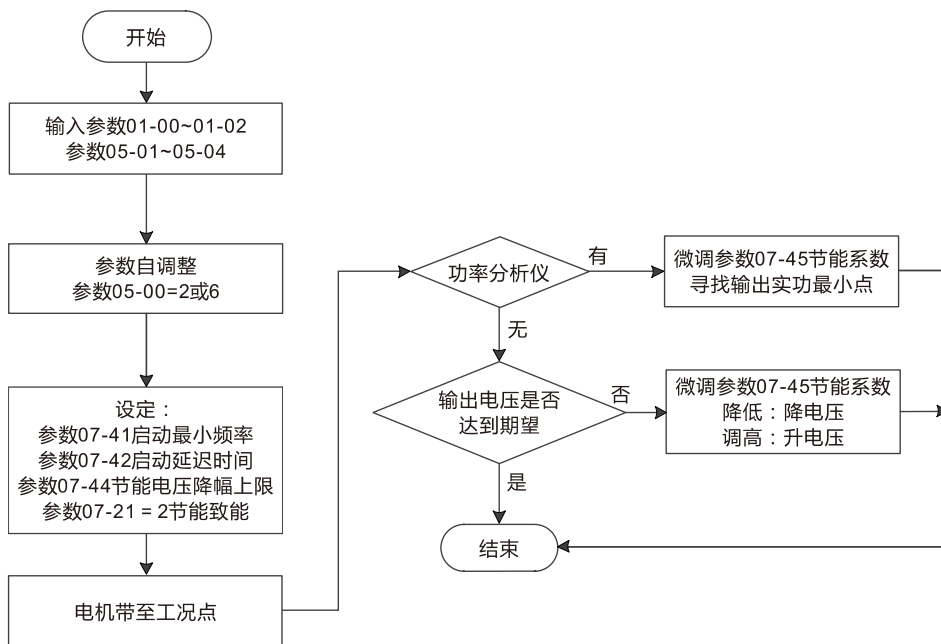 开始
输入参数01-00~01-02
参数05-01~05-04
参数自调整
参数05-00=2或6
设定：
参数07-41启动最小频率
参数07-42启动延迟时间
参数07-44节能电压降幅上限
参数07-21 = 2节能致能
电机带至工况点
功率分析仪
有
微调参数07-45节能系数
寻找输出实功最小点
无
输出电压是否
达到期望
否
微调参数07-45节能系数
降低：降电压
调高：升电压
是
结束